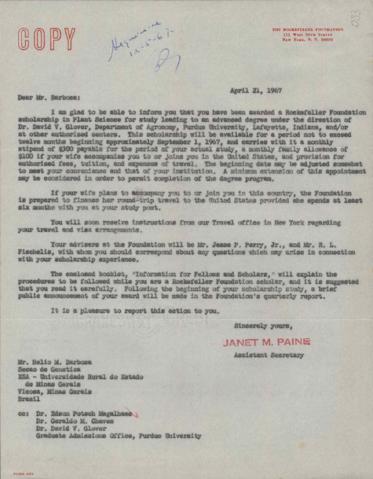 COPY
THE ROCKEFELLER FOUNDATION
111 West 50th Street
New York, N. Y. 10020
April 21, 1967
Dear Mr. Barbosa:
I am glad to be able to inform you that you have been awarded a Rockefeller Foundation
scholarship in Plant Science for study leading to an advanced degree under the direction of
Dr. David V. Glover, Department of Agronomy, Purdue University, Lafayette, Indiana, and/or
at other authorized centers. This scholarship will be available for a period not to exceed
twelve months beginning approximately September 1, 1967, and carries with it a monthly
stipend of $300 payable for the period of actual study, a monthly family allowance of
$100 if your wife accompanies you to or joins you in the United States, and provision for
authorized fees, tuition, and expenses of travel. The beginning date may be adjusted somewhat
to meet your convenience and that of your institution. A minimum extension of this appointment
may be considered in order to permit completion of the degree program.
If your wife plans to accompany you to or join you in this country, the Foundation
is prepared to finance her round-trip travel to the United States provided she spends at least
six months with you at your study post.
You will soon receive instructions from our Travel office in New York regarding
your travel and visa arrangements.
Your advisers at the Foundation will be Mr. Jesse P. Perry, Jr., and Mr. R. L.
Fischelis, with whom you should correspond about any questions which may arise in connection
with your scholarship experience.
The enclosed booklet, "Information for Fellows and Scholars," will explain the
procedures to be followed while you are a Rockefeller Foundation scholar, and it is suggested
that you read it carefully. Following the beginning of your scholarship study, a brief
public announcement of your award will be made in the Foundation's quarterly report.
It is a pleasure to report this action to you.
Sincerely yours,
JANET M. PAINE
Assistant Secretary
Mr. Helio M. Barbosa
Secao de Genetica
ESA - Universidade Rural do Estado
de Minas Gerais
Vicosa, Minas Gerais
Brasil
cc: Dr. Edson Potsch Magalhaes
Dr. Geraldo M. Chaves
Dr. David V. Glover
Graduate Admissions Office, Purdue University